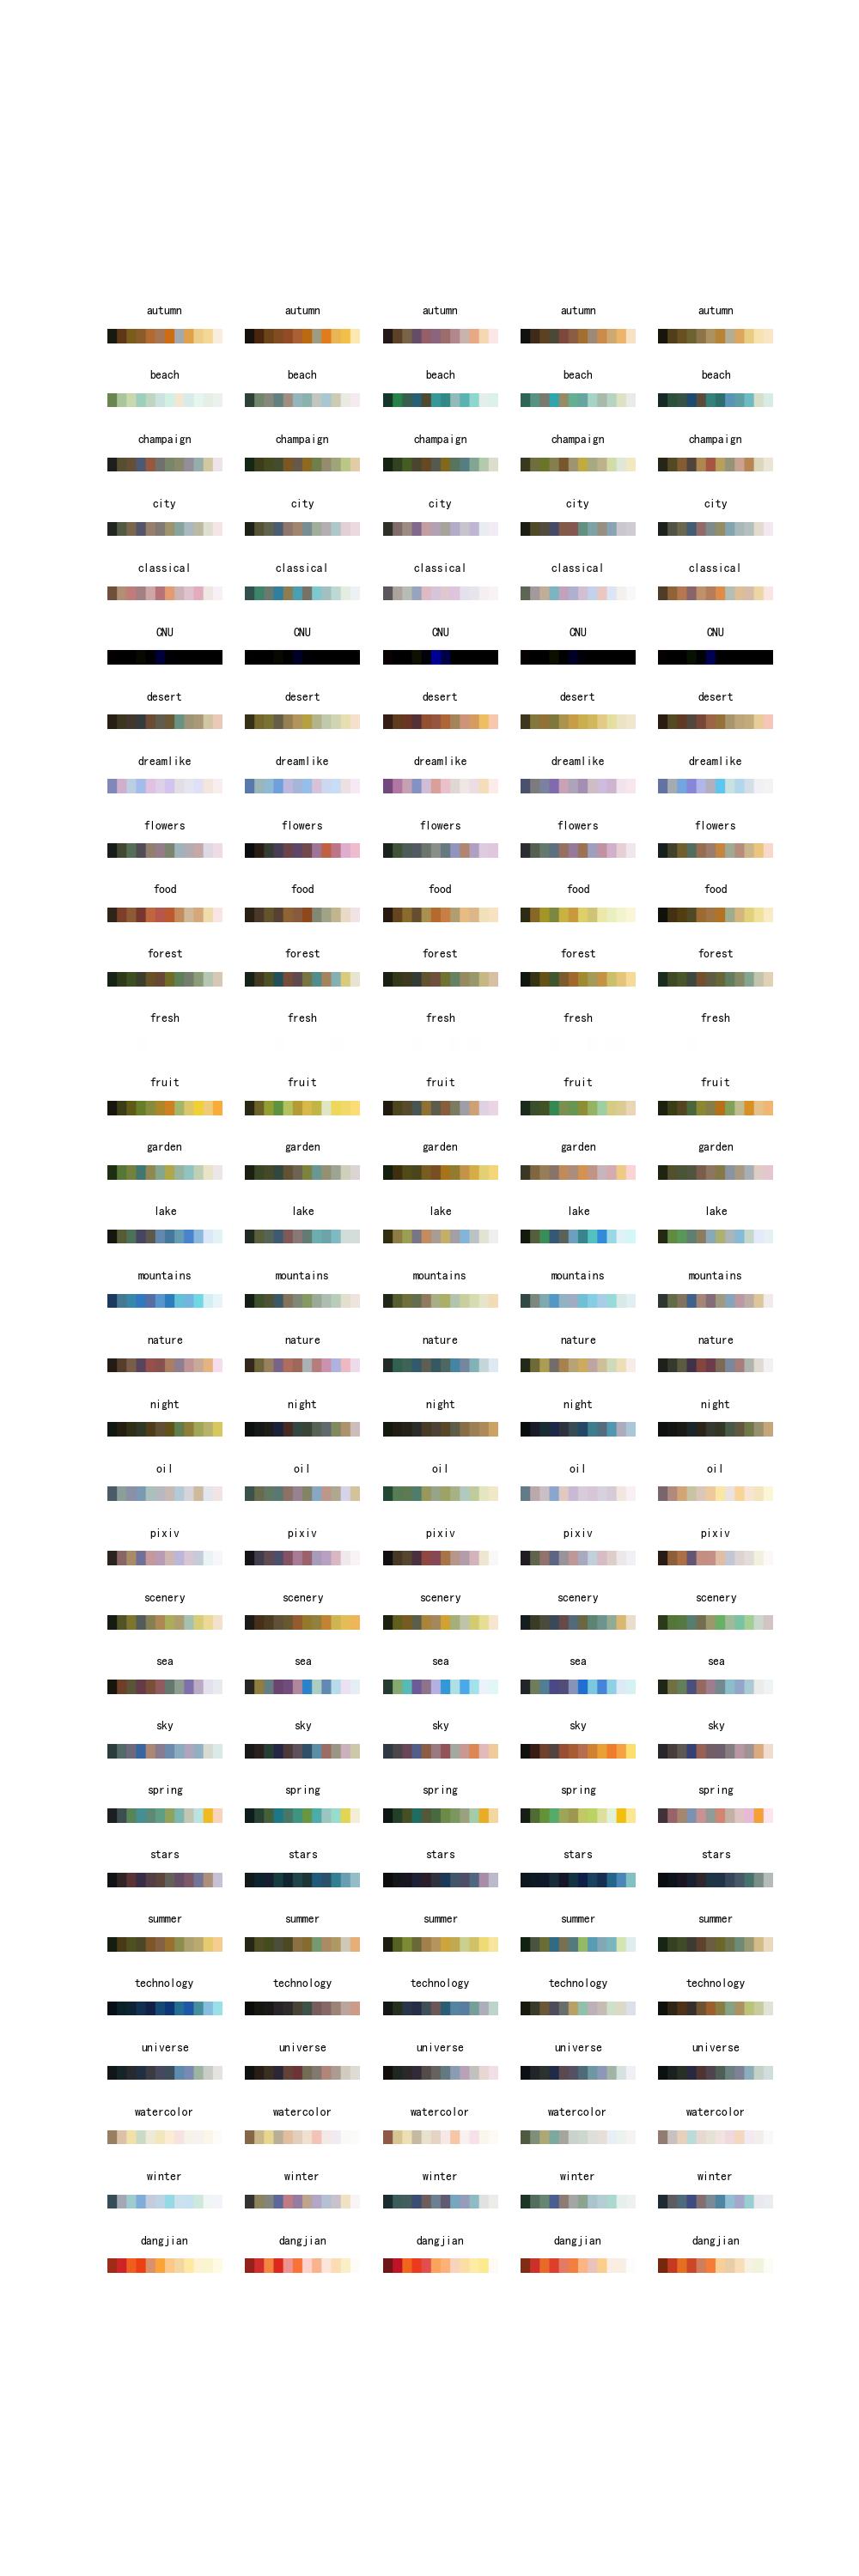 autumn autumn autumn autumn autumn
beach beach beach beach beach
champaign champaign champaign champaign champaign
city city city city city
classical classical classical classical classical
CNU CNU CNU CNU CNU
desert desert desert desert desert
dreamlike dreamlike dreamlike dreamlike dreamlike
flowers flowers flowers flowers flowers
food food food food food
forest forest forest forest forest
fresh fresh fresh fresh fresh
fruit fruit fruit fruit fruit
garden garden garden garden garden
lake lake lake lake lake
mountains mountains mountains mountains mountains
nature nature nature nature nature
night night night night night
oil oil oil oil oil
pixiv pixiv pixiv pixiv pixiv
scenery scenery scenery scenery scenery
sea sea sea sea sea
sky sky sky sky sky
spring spring spring spring spring
stars stars stars stars stars
summer summer summer summer summer
technology technology technology technology technology
universe universe universe universe universe
watercolor watercolor watercolor watercolor watercolor
winter winter winter winter winter
dangjian dangjian dangjian dangjian dangjian